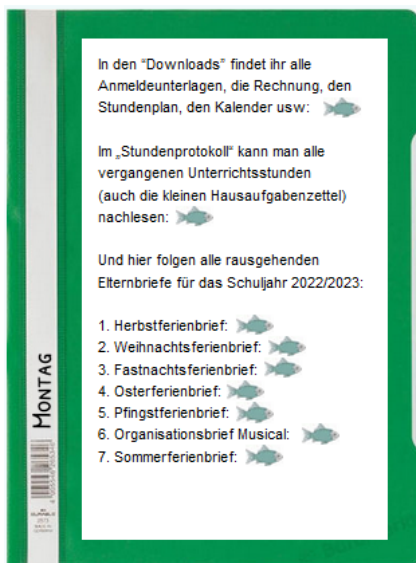 In den “Downloads” findet ihr alle
Anmeldeunterlagen, die Rechnung, den
Stundenplan, den Kalender usw:
Im „Stundenprotokoll“ kann man alle
vergangenen Unterrichtsstunden
(auch die kleinen Hausaufgabenzettel)
nachlesen:
Und hier folgen alle rausgehenden
Elternbriefe für das Schuljahr 2022/2023:
1. Herbstferienbrief:
2. Weihnachtsferienbrief:
3. Fastnachtsferienbrief:
4. Osterferienbrief:
5. Pfingstferienbrief:
6. Organisationsbrief Musical:
7. Sommerferienbrief:
MONTAG